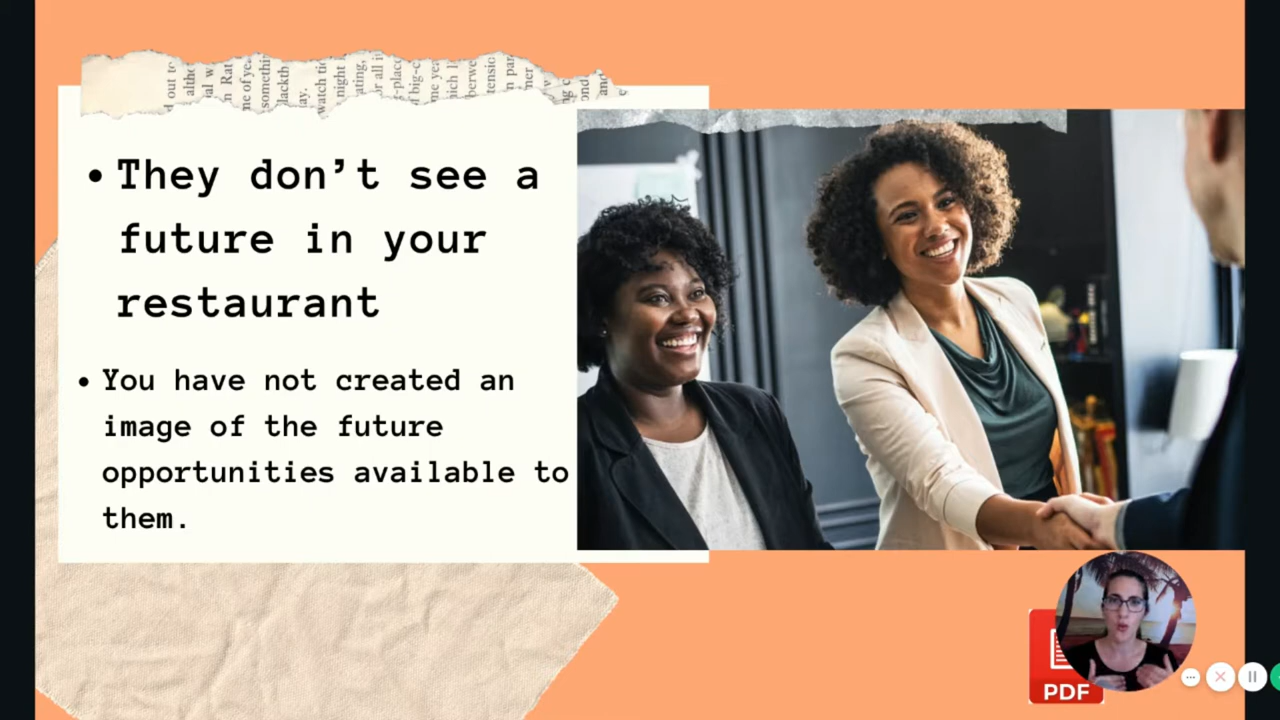 • They don’t see a
future in your
restaurant
• You have not created an
image of the future
opportunities available to
them.
PDF